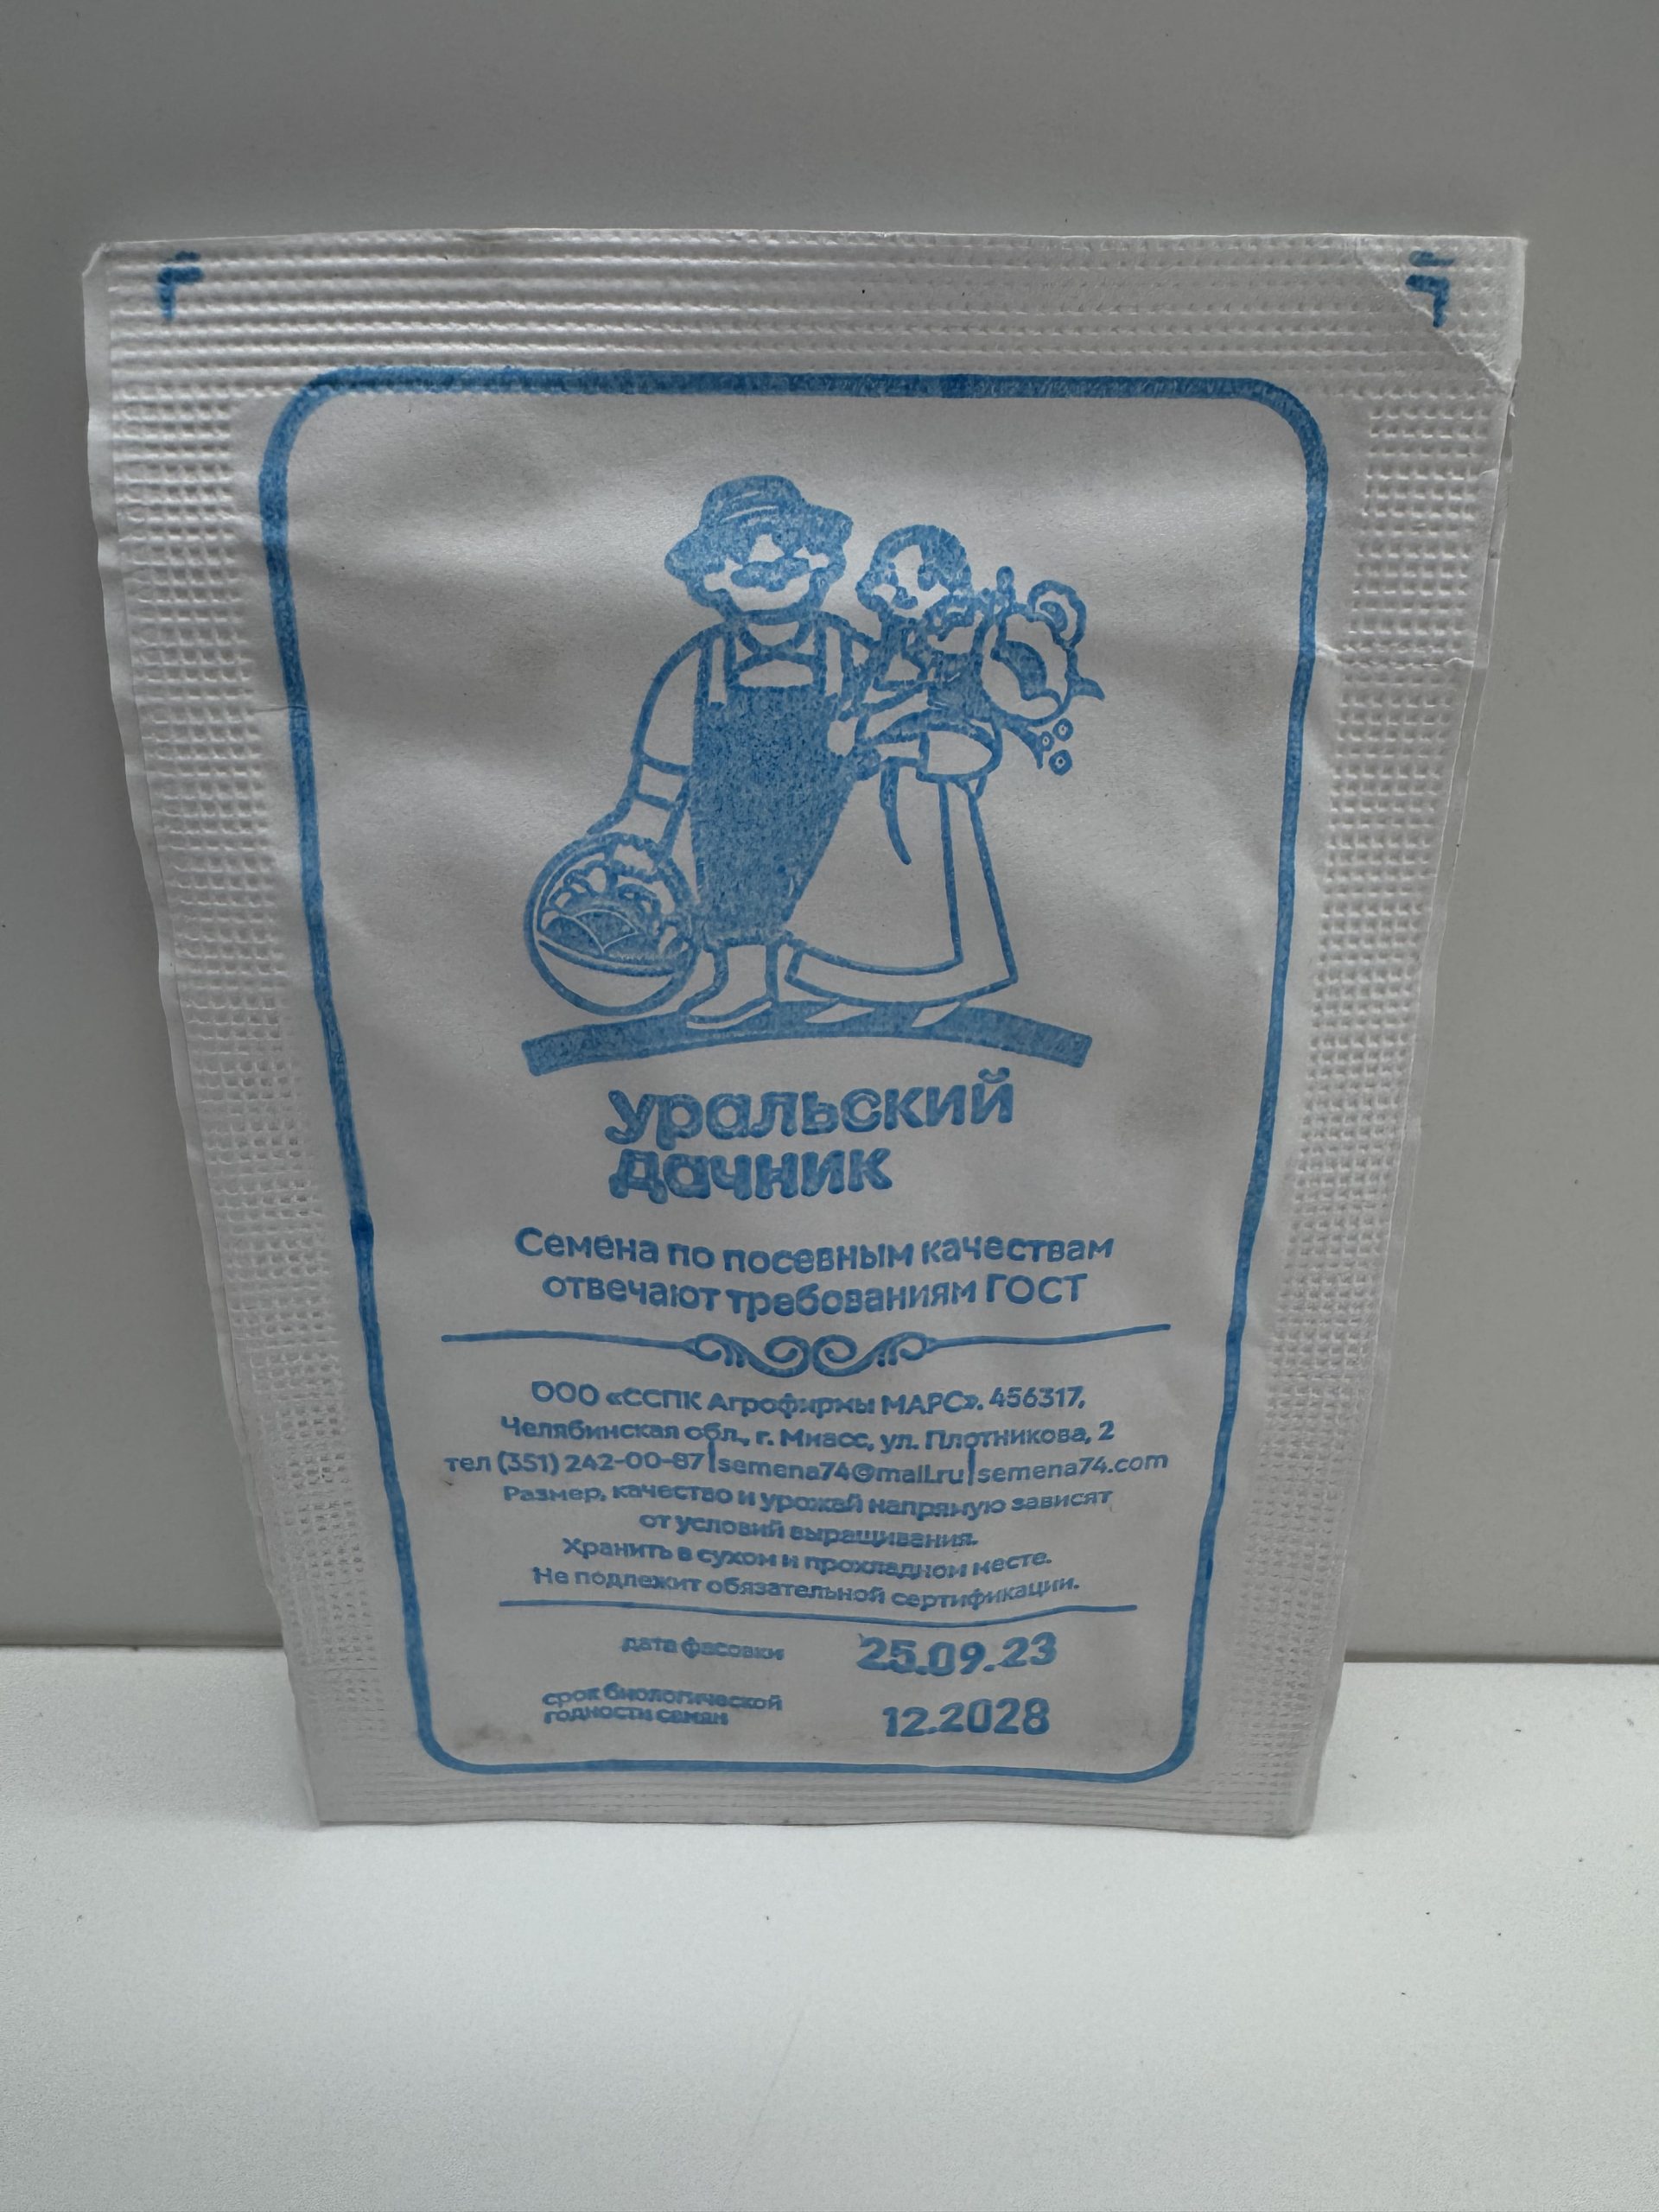 уральский
дачник
Семена по посевным качествам
отвечают требованиям ГОСТ
ООО «ССПК Агрофирмы МАРС». 456317,
Челябинская обл., г. Миасс, ул. Плотникова, 2
тел (351) 242-00-87|semena74@mail.ru|semena74.com
Размер, качество и урожай напрямую зависят
от условий выращивания.
Хранить в сухом и прохладном месте.
Не подлежит обязательной сертификации.
дата фасовки 25.09.23
срок биологической
годности семян 12.2028